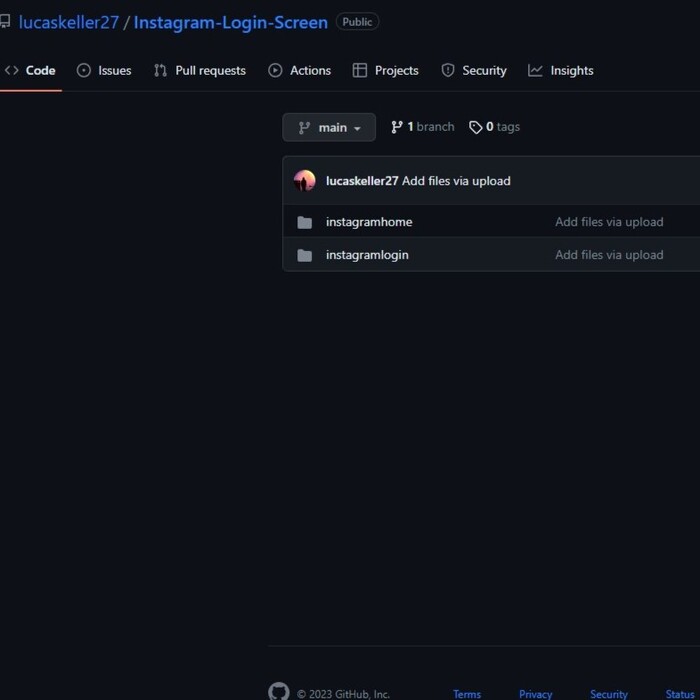 lucaskeller27 / Instagram-Login-Screen Public
Code Issues Pull requests Actions Projects Security Insights
main 1 branch 0 tags
lucaskeller27 Add files via upload
instagramhome Add files via upload
instagramlogin Add files via upload
© 2023 GitHub, Inc. Terms Privacy Security Status